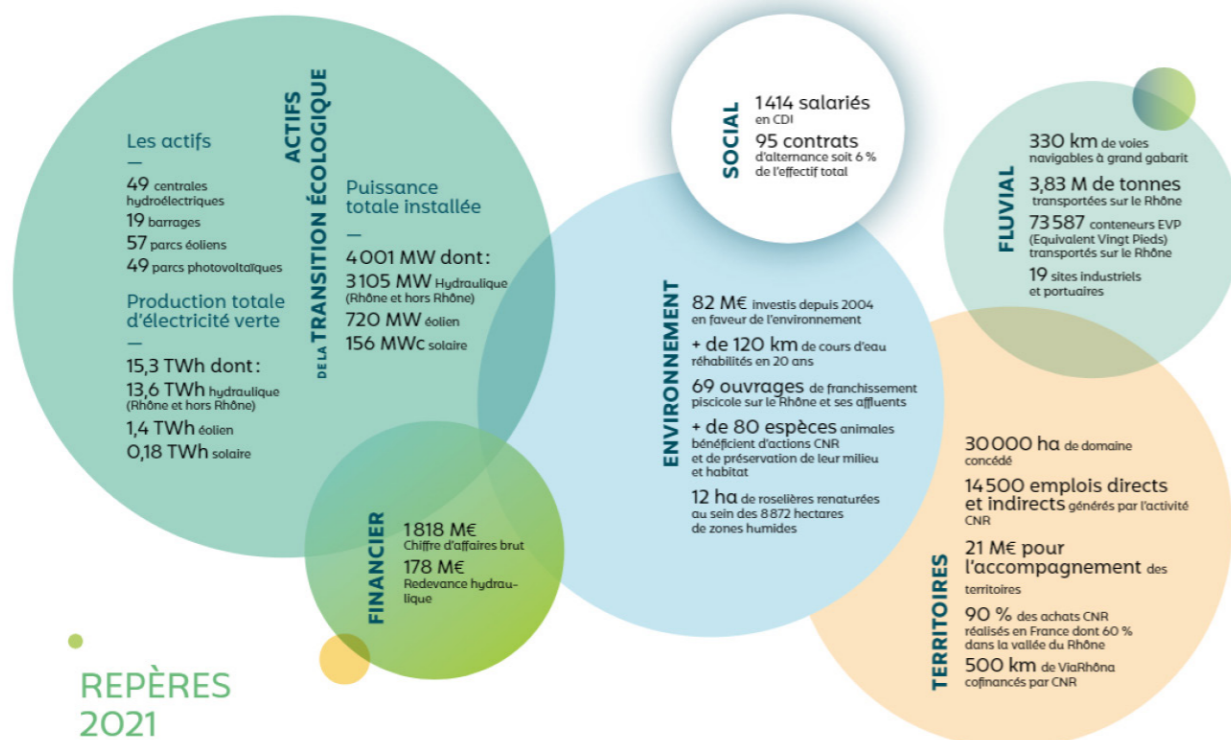 ACTIFS
DE LA TRANSITION ÉCOLOGIQUE
Les actifs
—
49 centrales
hydroélectriques
19 barrages
57 parcs éoliens
49 parcs photovoltaïques
Production totale
d'électricité verte
—
15,3 TWh dont :
13,6 TWh hydraulique
(Rhône et hors Rhône)
1,4 TWh éolien
0,18 TWh solaire
Puissance
totale installée
—
4 001 MW dont :
3 105 MW Hydraulique
(Rhône et hors Rhône)
720 MW éolien
156 MWc solaire
FINANCIER
1 818 M€
Chiffre d'affaires brut
178 M€
Redevance hydrau-
lique
SOCIAL
1 414 salariés
en CDI
95 contrats
d'alternance soit 6 %
de l'effectif total
ENVIRONNEMENT
82 M€ investis depuis 2004
en faveur de l'environnement
+ de 120 km de cours d'eau
réhabilités en 20 ans
69 ouvrages de franchissement
piscicole sur le Rhône et ses affluents
+ de 80 espèces animales
bénéficient d'actions CNR
et de préservation de leur milieu
et habitat
12 ha de roselières renaturées
au sein des 8 872 hectares
de zones humides
FLUVIAL
330 km de voies
navigables à grand gabarit
3,83 M de tonnes
transportées sur le Rhône
73 587 conteneurs EVP
(Equivalent Vingt Pieds)
transportés sur le Rhône
19 sites industriels
et portuaires
TERRITOIRES
30 000 ha de domaine
concédé
14 500 emplois directs
et indirects générés par l'activité
CNR
21 M€ pour
l'accompagnement des
territoires
90 % des achats CNR
réalisés en France dont 60 %
dans la vallée du Rhône
500 km de ViaRhôna
cofinancés par CNR
REPÈRES
2021